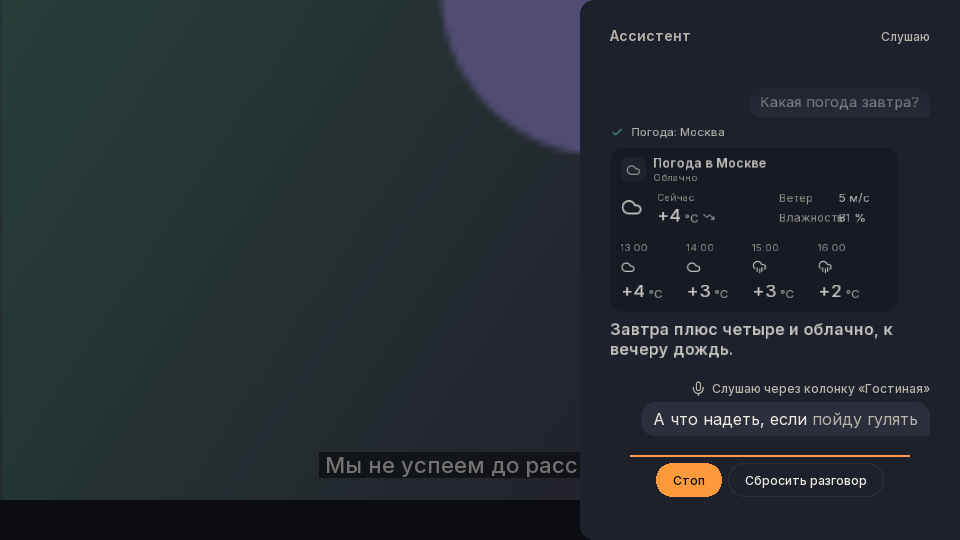 Ассистент
Слушаю
Какая погода завтра?
Погода: Москва
Погода в Москве
Облачно
Сейчас
+4 °C
Ветер 5 м/с
Влажность 81 %
13:00 14:00 15:00 16:00
+4 °C +3 °C +3 °C +2 °C
Завтра плюс четыре и облачно, к
вечеру дождь.
Слушаю через колонку «Гостиная»
А что надеть, если пойду гулять
Мы не успеем до расс
Стоп
Сбросить разговор